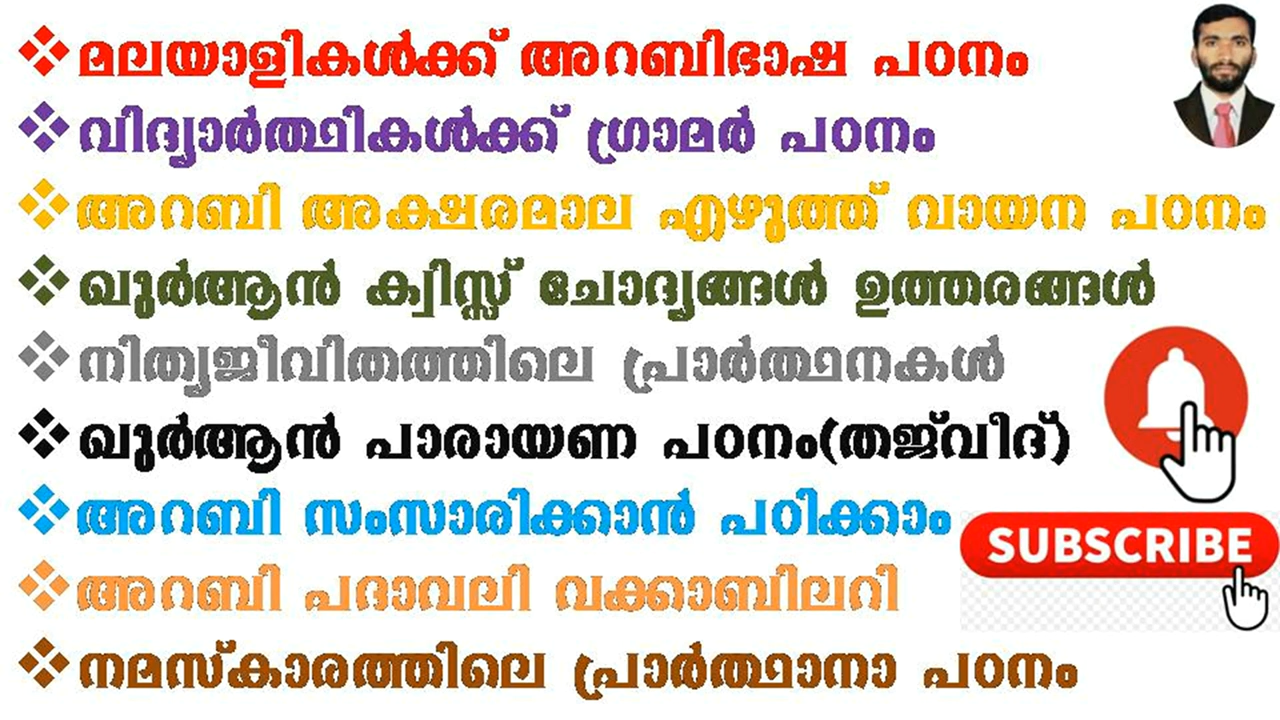 മലയാളികൾക്ക് അറബിഭാഷ പഠനം
വിദ്യാർത്ഥികൾക്ക് ഗ്രാമർ പഠനം
അറബി അക്ഷരമാല എഴുത്ത് വായന പഠനം
ഖുർആൻ ക്വിസ്സ് ചോദ്യങ്ങൾ ഉത്തരങ്ങൾ
നിത്യജീവിതത്തിലെ പ്രാർത്ഥനകൾ
ഖുർആൻ പാരായണ പഠനം(തജ്‌വീദ്)
അറബി സംസാരിക്കാൻ പഠിക്കാം
SUBSCRIBE
അറബി പദാവലി വക്കാബിലറി
നമസ്കാരത്തിലെ പ്രാർത്ഥാനാ പഠനം